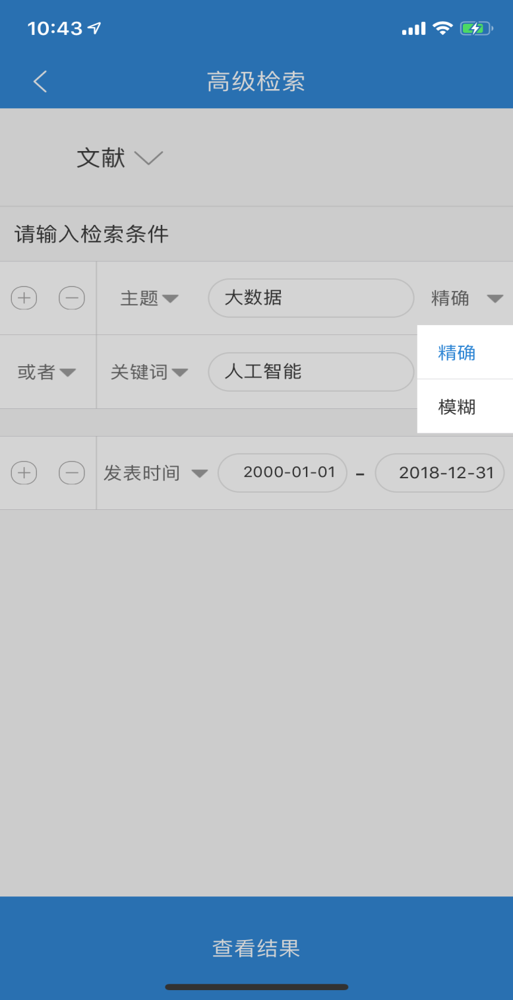 10:43
高级检索
文献
请输入检索条件
主题 大数据 精确
精确
或者 关键词 人工智能
模糊
发表时间 2000-01-01 – 2018-12-31
查看结果